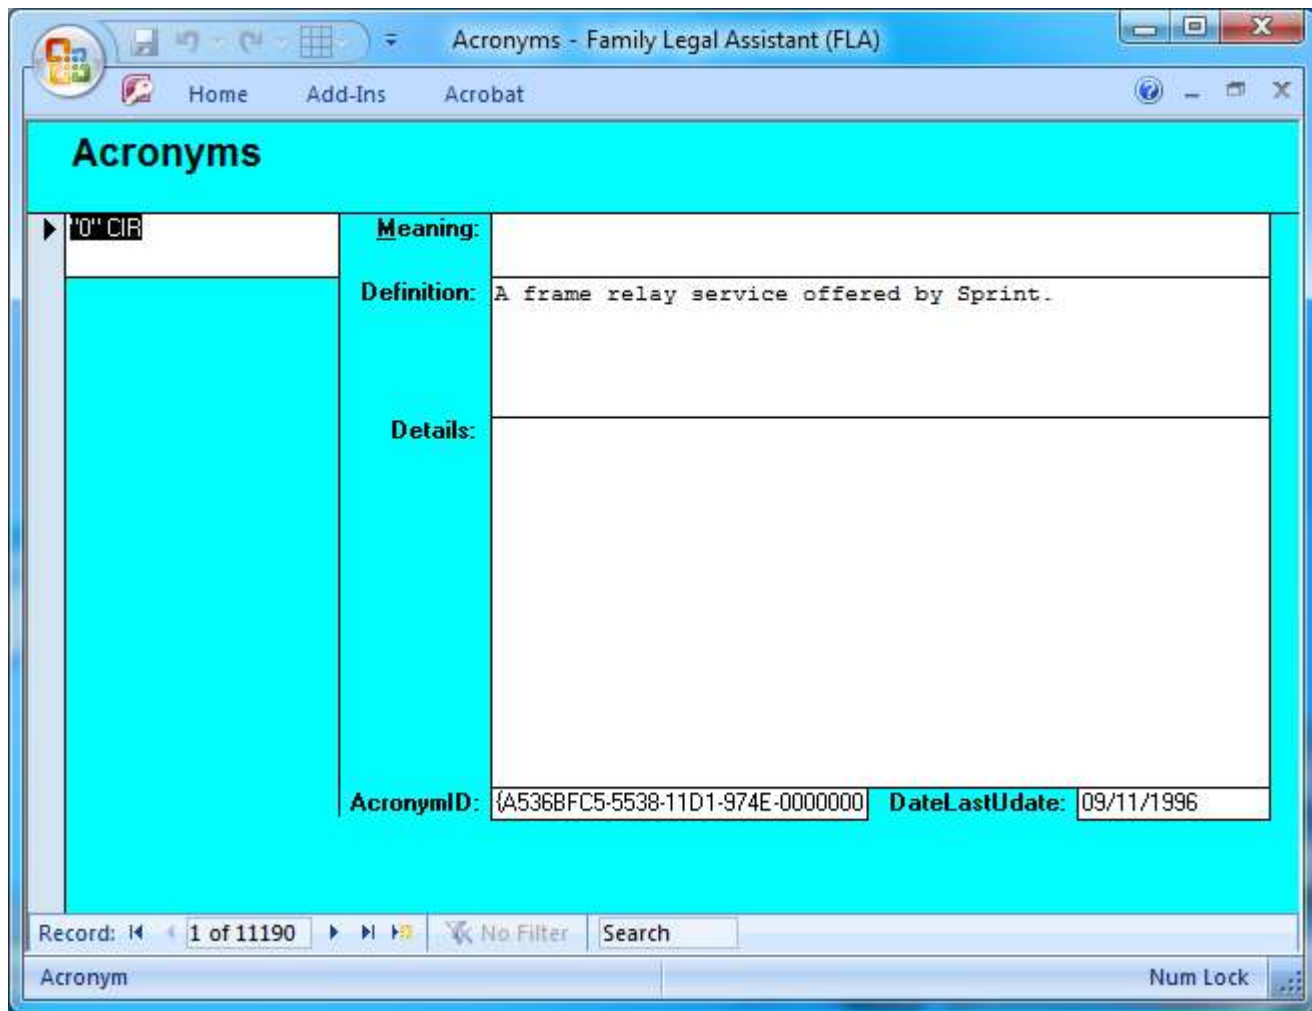 Acronyms - Family Legal Assistant (FLA)
Home Add-Ins Acrobat
Acronyms
"0" CIR
Meaning:
Definition: A frame relay service offered by Sprint.
Details:
AcronymID: {A536BFC5-5538-11D1-974E-0000000 DateLastUdate: 09/11/1996
Record: 1 of 11190 No Filter Search
Acronym Num Lock